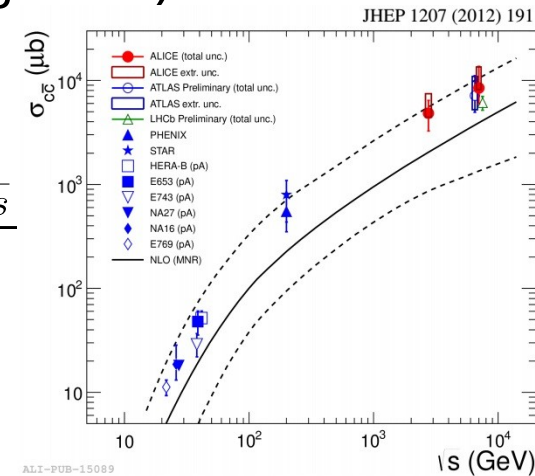 JHEP 1207 (2012) 191
σcc̅ (μb)
s
ALICE (total unc.)
ALICE extr. unc.
ATLAS Preliminary (total unc.)
ATLAS extr. unc.
LHCb Preliminary (total unc.)
PHENIX
STAR
HERA-B (pA)
E653 (pA)
E743 (pA)
NA27 (pA)
NA16 (pA)
E769 (pA)
NLO (MNR)
10⁴
10³
10²
10
10 10² 10³ 10⁴
√s (GeV)
ALI-PUB-15089